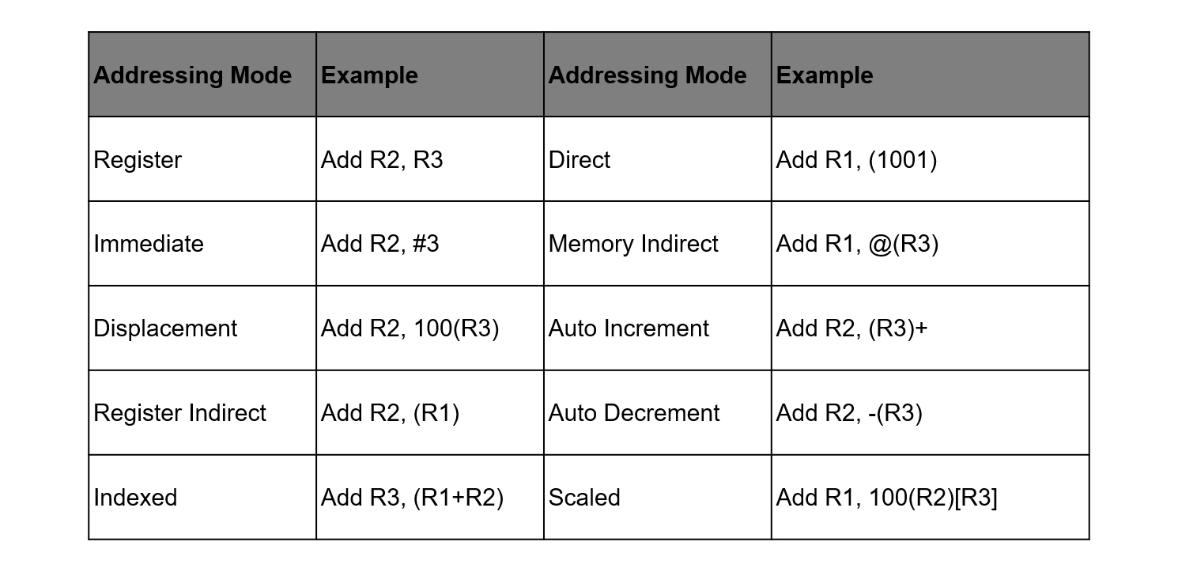 Addressing Mode Example Addressing Mode Example
Register Add R2, R3 Direct Add R1, (1001)
Immediate Add R2, #3 Memory Indirect Add R1, @(R3)
Displacement Add R2, 100(R3) Auto Increment Add R2, (R3)+
Register Indirect Add R2, (R1) Auto Decrement Add R2, -(R3)
Indexed Add R3, (R1+R2) Scaled Add R1, 100(R2)[R3]